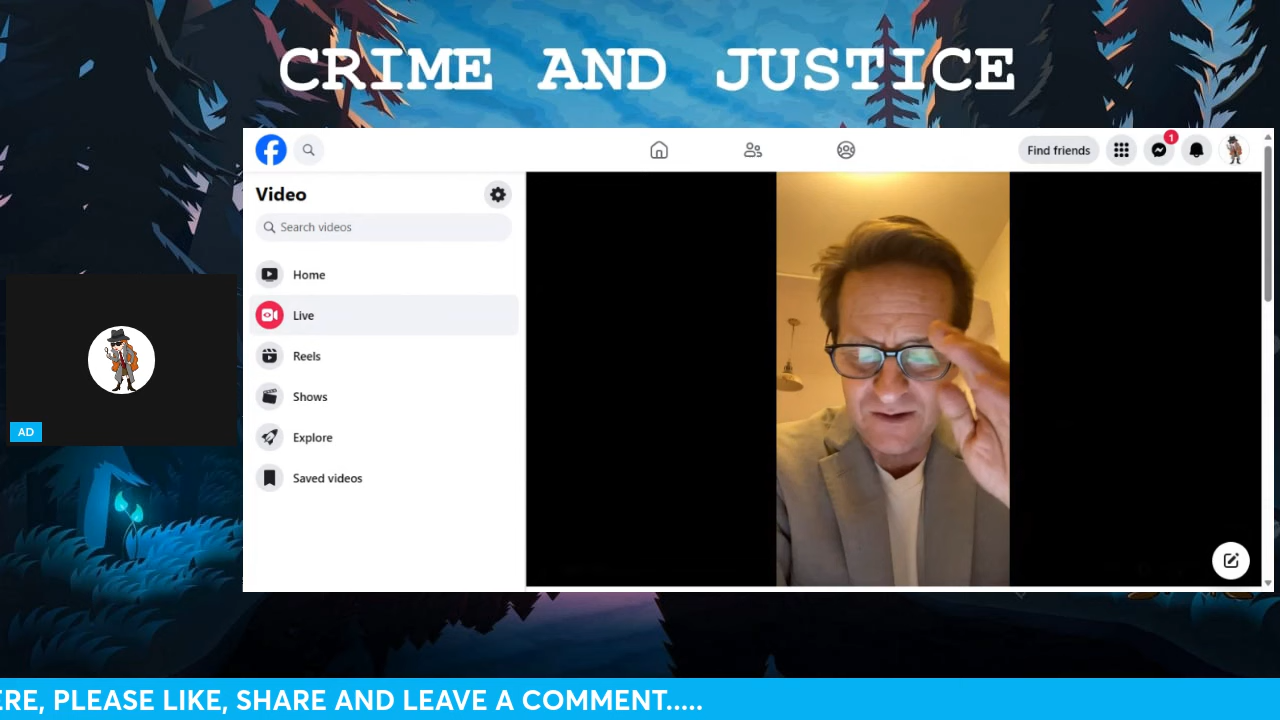 CRIME AND JUSTICE
Find friends
1
Video
Search videos
Home
Live
Reels
Shows
Explore
Saved videos
AD
ERE, PLEASE LIKE, SHARE AND LEAVE A COMMENT.....